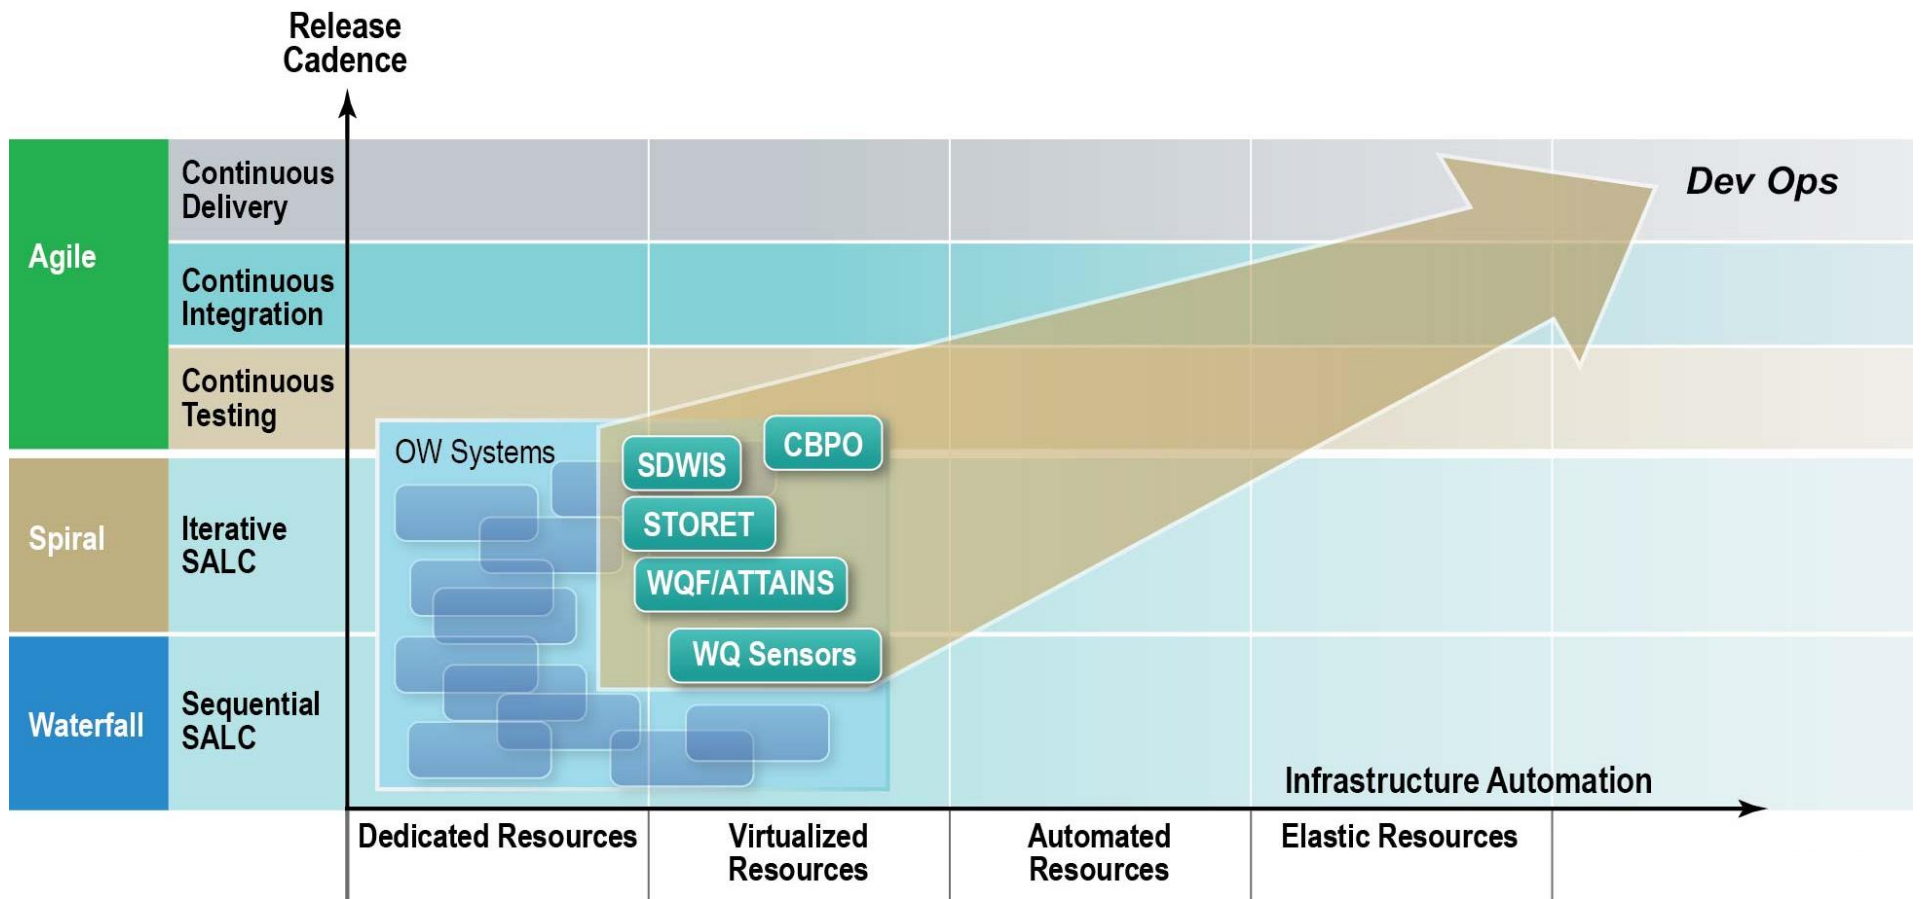 Release
Cadence
Agile
Continuous
Delivery
Dev Ops
Continuous
Integration
Continuous
Testing
OW Systems
CBPO
SDWIS
Spiral
Iterative
SALC
STORET
WQF/ATTAINS
WQ Sensors
Waterfall
Sequential
SALC
Infrastructure Automation
Dedicated Resources
Virtualized
Resources
Automated
Resources
Elastic Resources